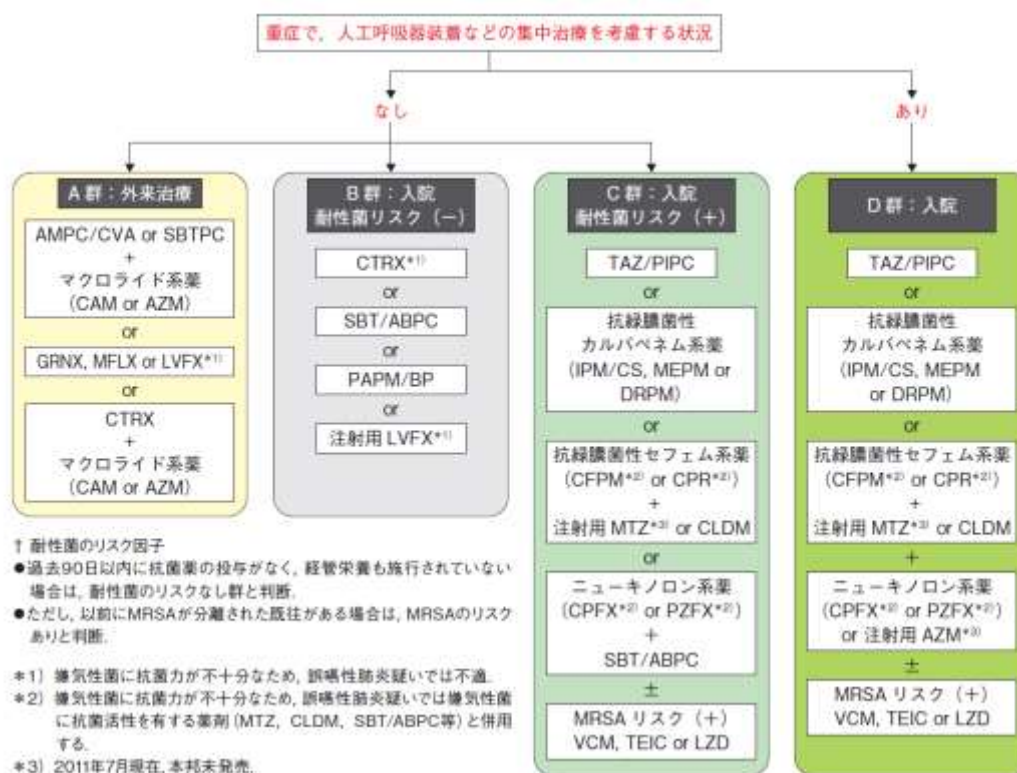 重症で，人工呼吸器装着などの集中治療を考慮する状況
なし
あり
A群：外来治療
AMPC/CVA or SBTPC
+
マクロライド系薬
(CAM or AZM)
or
GRNX, MFLX or LVFX*1)
or
CTRX
+
マクロライド系薬
(CAM or AZM)
B群：入院
耐性菌リスク（－）
CTRX*1)
or
SBT/ABPC
or
PAPM/BP
or
注射用 LVFX*1)
C群：入院
耐性菌リスク（+）
TAZ/PIPC
or
抗緑膿菌性
カルバペネム系薬
(IPM/CS, MEPM or
DRPM)
or
抗緑膿菌性セフェム系薬
(CFPM*2) or CPR*2))
+
注射用 MTZ*3) or CLDM
or
ニューキノロン系薬
(CPFX*2) or PZFX*2))
+
SBT/ABPC
±
MRSA リスク（+）
VCM, TEIC or LZD
D群：入院
TAZ/PIPC
or
抗緑膿菌性
カルバペネム系薬
(IPM/CS, MEPM
or DRPM)
or
抗緑膿菌性セフェム系薬
(CFPM*2) or CPR*2))
+
注射用 MTZ*3) or CLDM
+
ニューキノロン系薬
(CPFX*2) or PZFX*2))
or 注射用 AZM*3)
±
MRSA リスク（+）
VCM, TEIC or LZD
† 耐性菌のリスク因子
●過去90日以内に抗菌薬の投与がなく，経管栄養も施行されていない
場合は，耐性菌のリスクなし群と判断．
●ただし，以前にMRSAが分離された既往がある場合は，MRSAのリスク
ありと判断．
*1）嫌気性菌に抗菌力が不十分なため，誤嚥性肺炎疑いでは不適．
*2）嫌気性菌に抗菌力が不十分なため，誤嚥性肺炎疑いでは嫌気性菌
に抗菌活性を有する薬剤（MTZ，CLDM，SBT/ABPC等）と併用
する．
*3）2011年7月現在，本邦未発売．